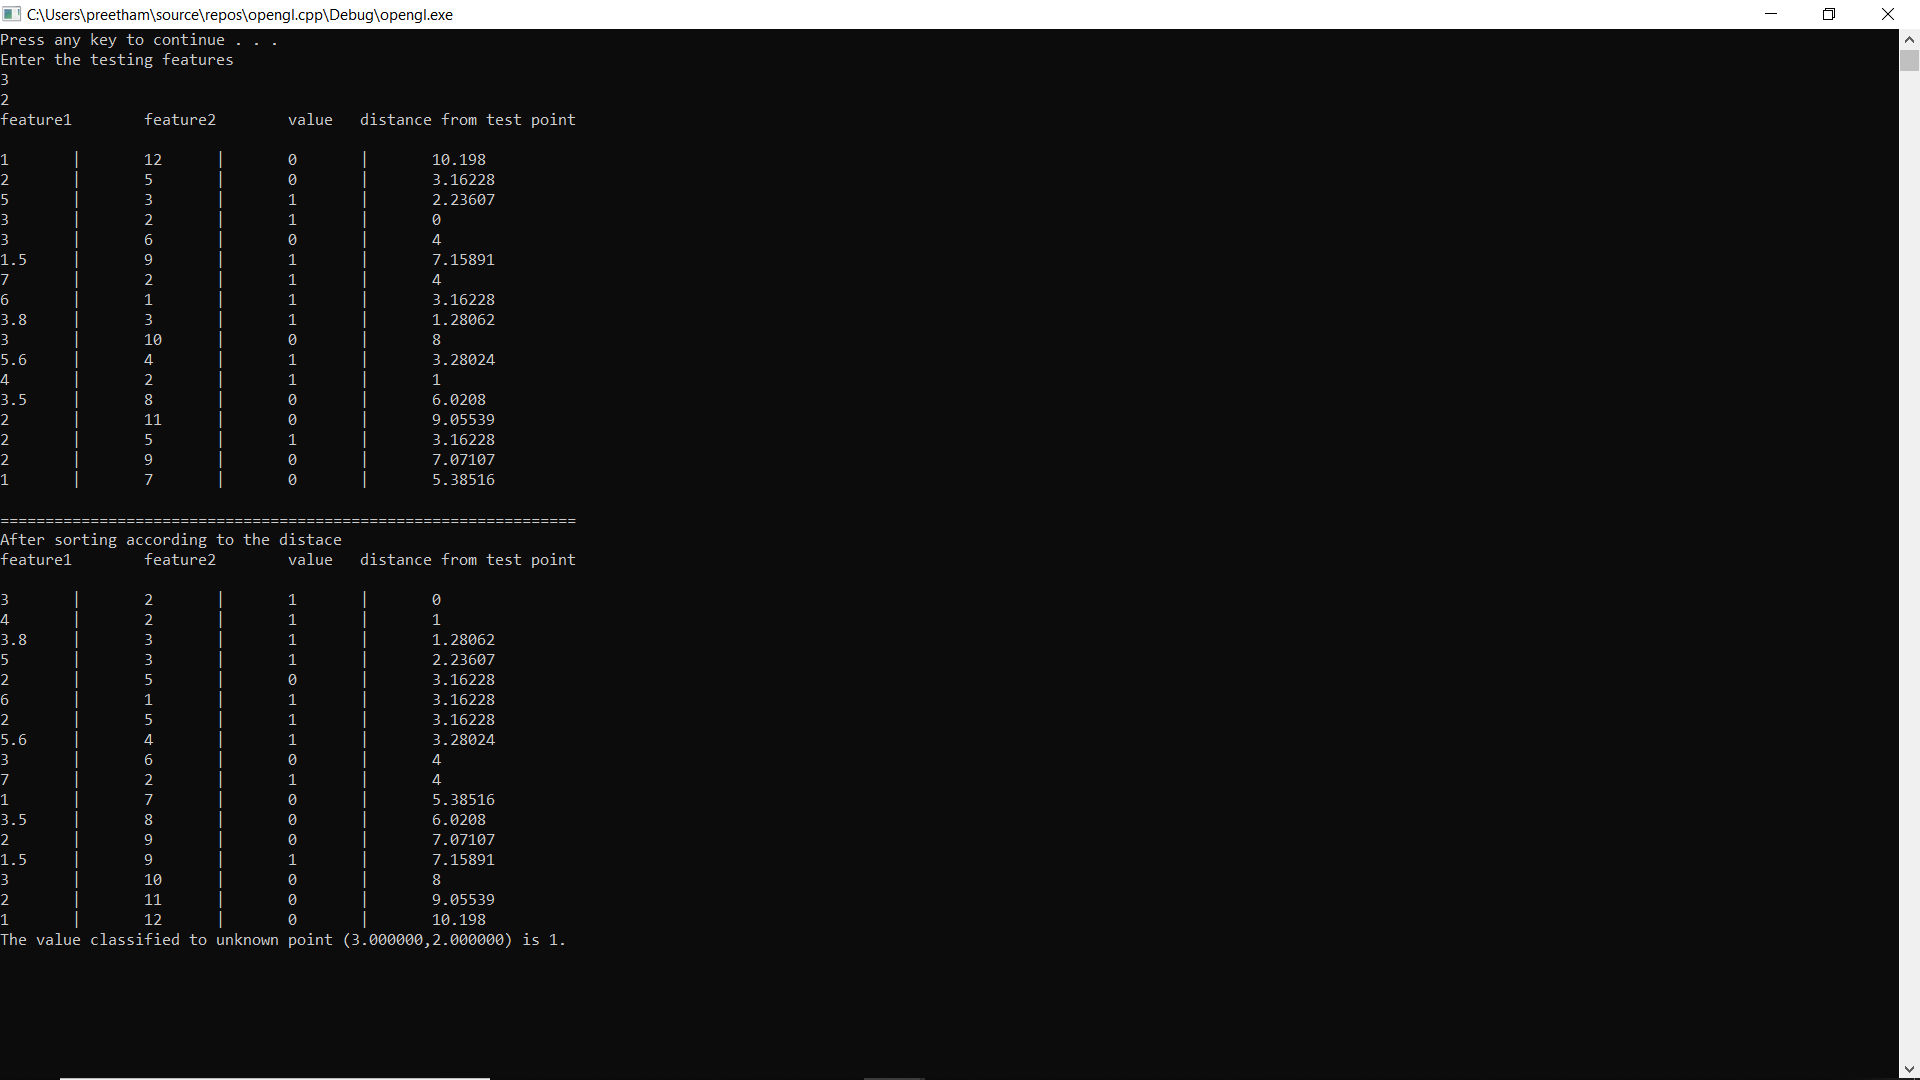 C:\Users\preetham\source\repos\opengl.cpp\Debug\opengl.exe
Press any key to continue . . .
Enter the testing features
3
2
feature1 feature2 value distance from test point
1 | 12 | 0 | 10.198
2 | 5 | 0 | 3.16228
5 | 3 | 1 | 2.23607
3 | 2 | 1 | 0
3 | 6 | 0 | 4
1.5 | 9 | 1 | 7.15891
7 | 2 | 1 | 4
6 | 1 | 1 | 3.16228
3.8 | 3 | 1 | 1.28062
3 | 10 | 0 | 8
5.6 | 4 | 1 | 3.28024
4 | 2 | 1 | 1
3.5 | 8 | 0 | 6.0208
2 | 11 | 0 | 9.05539
2 | 5 | 1 | 3.16228
2 | 9 | 0 | 7.07107
1 | 7 | 0 | 5.38516
================================================================
After sorting according to the distace
feature1 feature2 value distance from test point
3 | 2 | 1 | 0
4 | 2 | 1 | 1
3.8 | 3 | 1 | 1.28062
5 | 3 | 1 | 2.23607
2 | 5 | 0 | 3.16228
6 | 1 | 1 | 3.16228
2 | 5 | 1 | 3.16228
5.6 | 4 | 1 | 3.28024
3 | 6 | 0 | 4
7 | 2 | 1 | 4
1 | 7 | 0 | 5.38516
3.5 | 8 | 0 | 6.0208
2 | 9 | 0 | 7.07107
1.5 | 9 | 1 | 7.15891
3 | 10 | 0 | 8
2 | 11 | 0 | 9.05539
1 | 12 | 0 | 10.198
The value classified to unknown point (3.000000,2.000000) is 1.